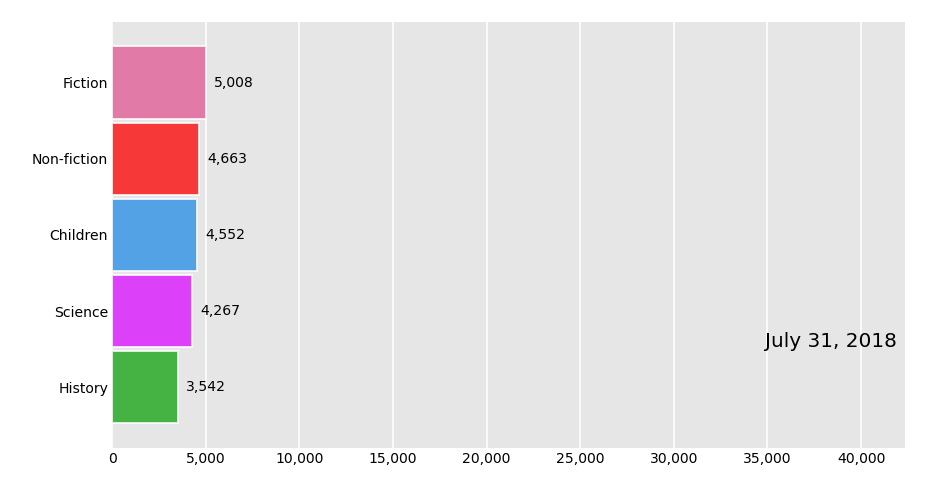 Fiction 5,008
Non-fiction 4,663
Children 4,552
Science 4,267
July 31, 2018
History 3,542
0 5,000 10,000 15,000 20,000 25,000 30,000 35,000 40,000